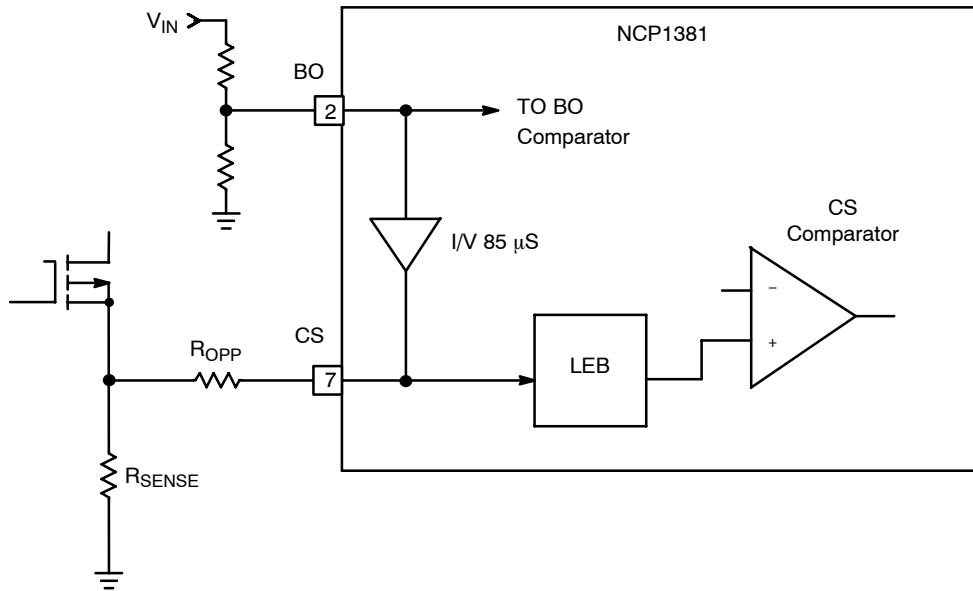 NCP1381
V_IN
BO
2
TO BO
Comparator
I/V 85 μS
CS
Comparator
−
+
LEB
CS
7
R_OPP
R_SENSE